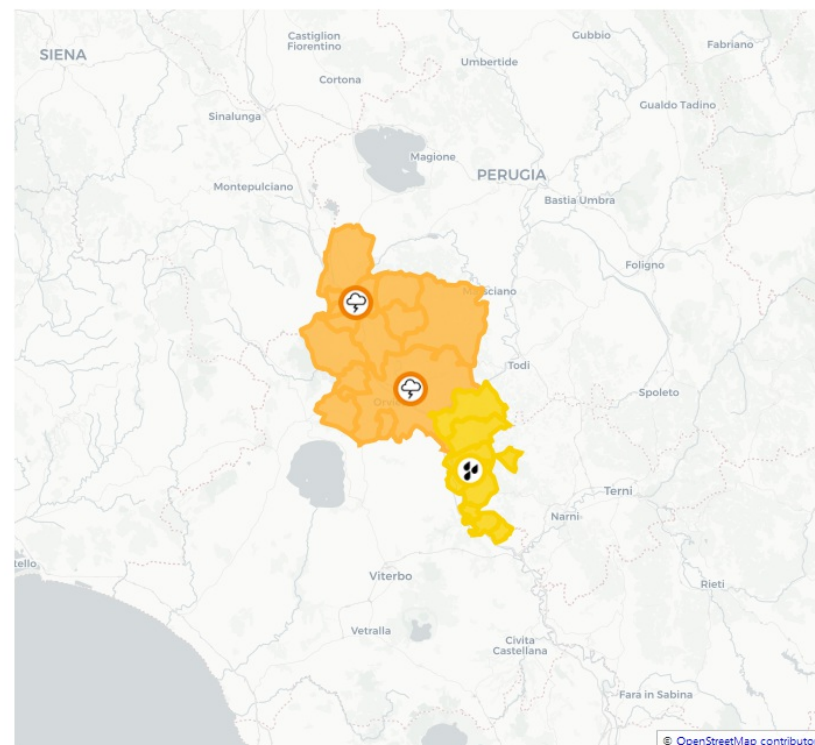 Castiglion
Fiorentino
Gubbio
Fabriano
SIENA
Umbertide
Cortona
Gualdo Tadino
Sinalunga
Magione
PERUGIA
Montepulciano
Bastia Umbra
Foligno
Todi
Spoleto
Terni
Narni
Viterbo
Rieti
Vetralla
Civita
Castellana
Fara in Sabina
© OpenStreetMap contributor